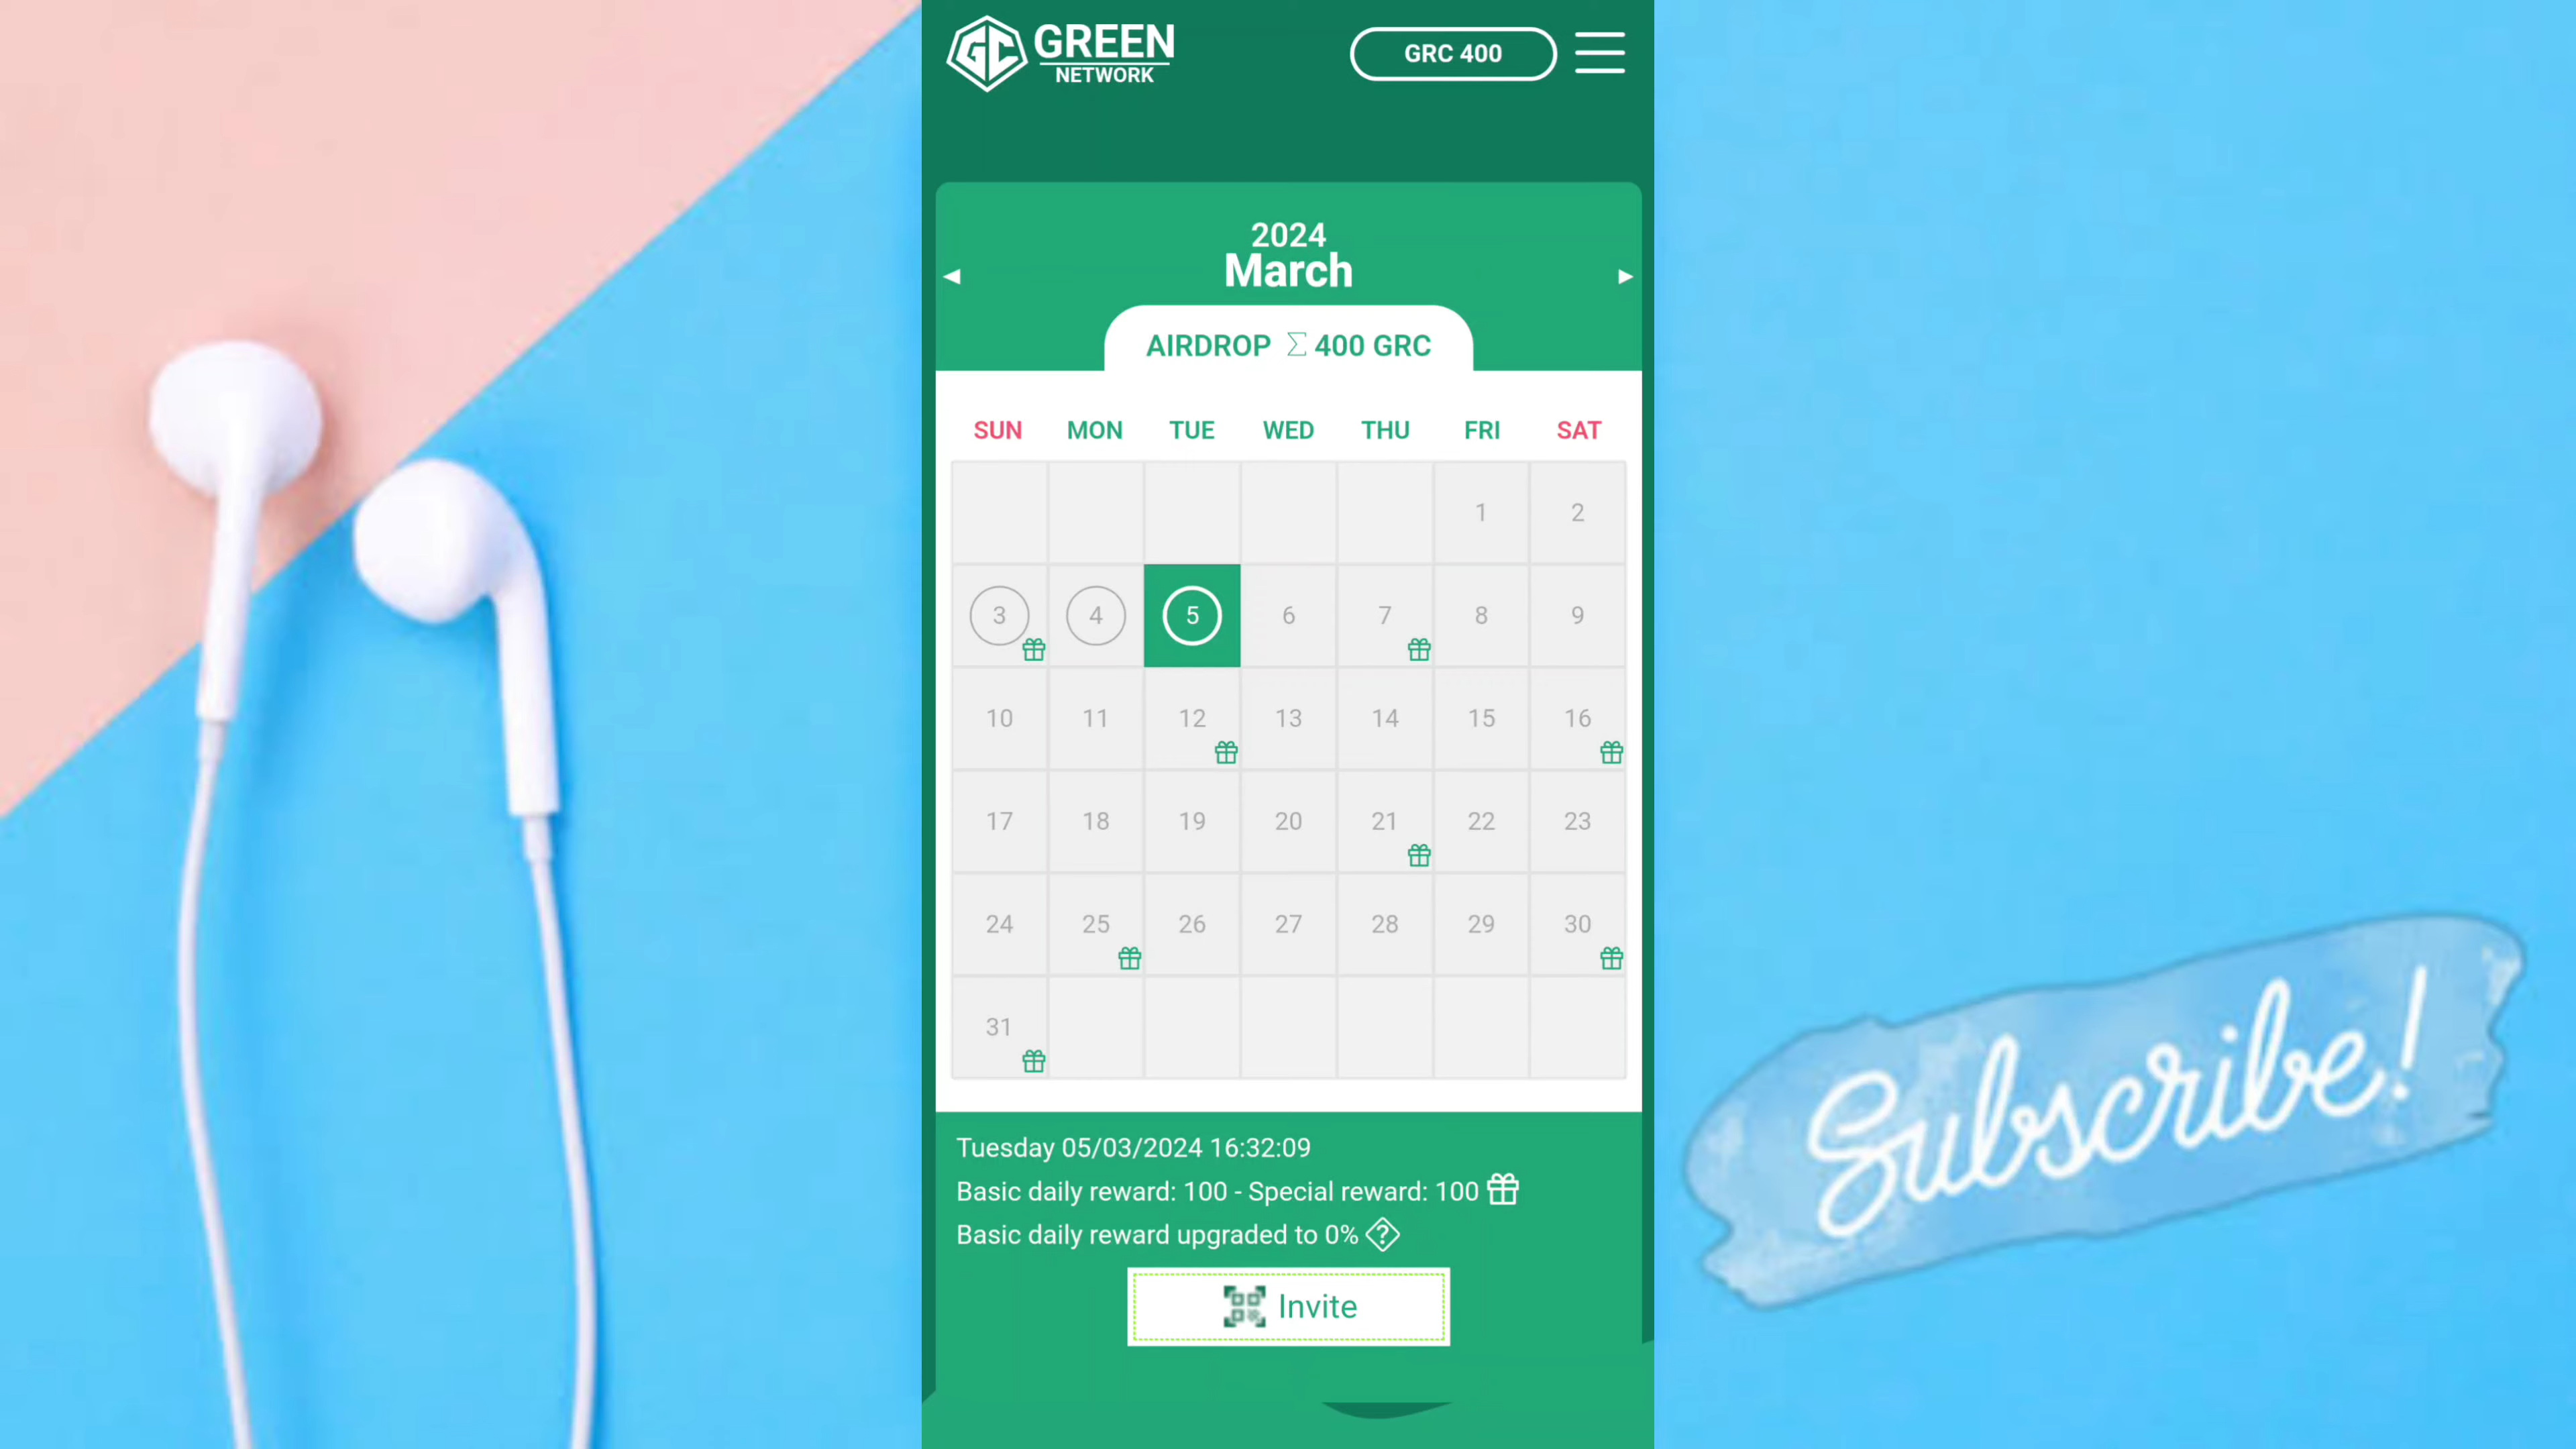 GC GREEN
NETWORK
GRC 400
2024
March
AIRDROP Σ 400 GRC
SUN MON TUE WED THU FRI SAT
1 2
3 4 5 6 7 8 9
10 11 12 13 14 15 16
17 18 19 20 21 22 23
24 25 26 27 28 29 30
31
Tuesday 05/03/2024 16:32:09
Basic daily reward: 100 - Special reward: 100
Basic daily reward upgraded to 0% ?
Invite
Subscribe!